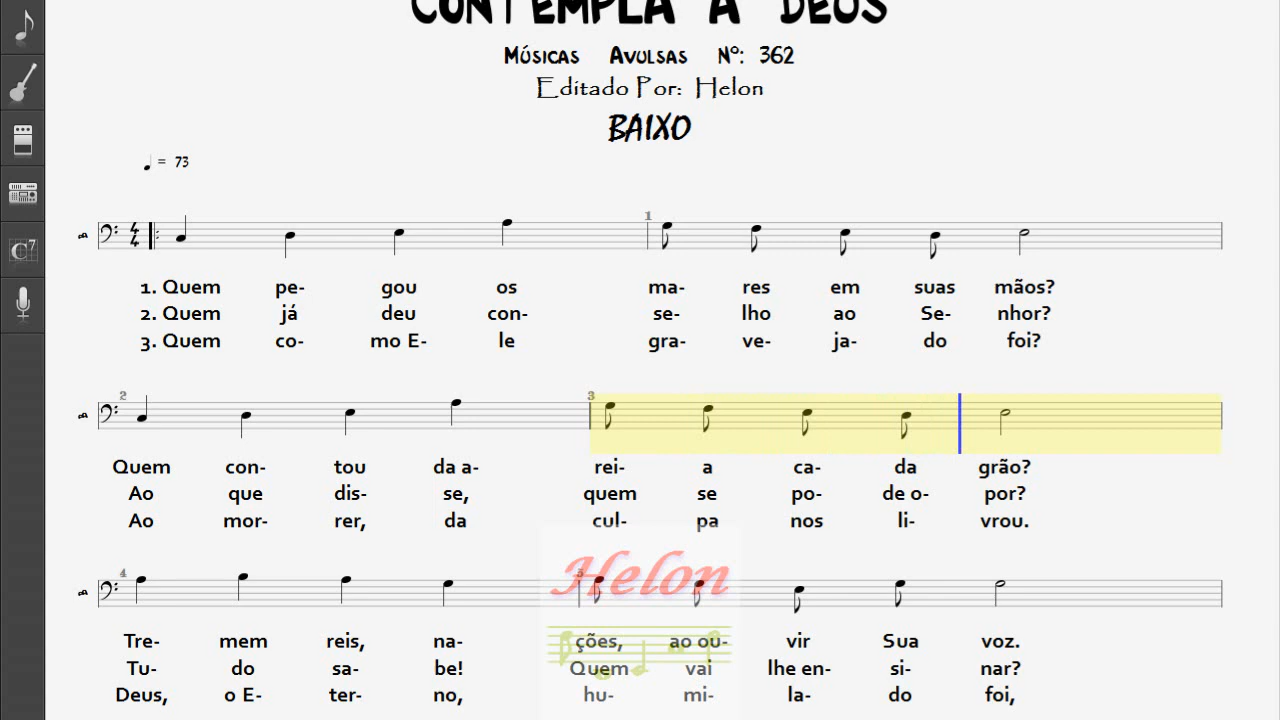 CONTEMPLA A DEUS
Músicas Avulsas Nº: 362
Editado Por: Helon
BAIXO
= 73
1
1. Quem pe- gou os ma- res em suas mãos?
2. Quem já deu con- se- lho ao Se- nhor?
3. Quem co- mo E- le gra- ve- ja- do foi?
2 3
Quem con- tou da a- rei- a ca- da grão?
Ao que dis- se, quem se po- de o- por?
Ao mor- rer, da cul- pa nos li- vrou.
4 5
Helon
Tre- mem reis, na- ções, ao ou- vir Sua voz.
Tu- do sa- be! Quem vai lhe en- si- nar?
Deus, o E- ter- no, hu- mi- la- do foi,
C7